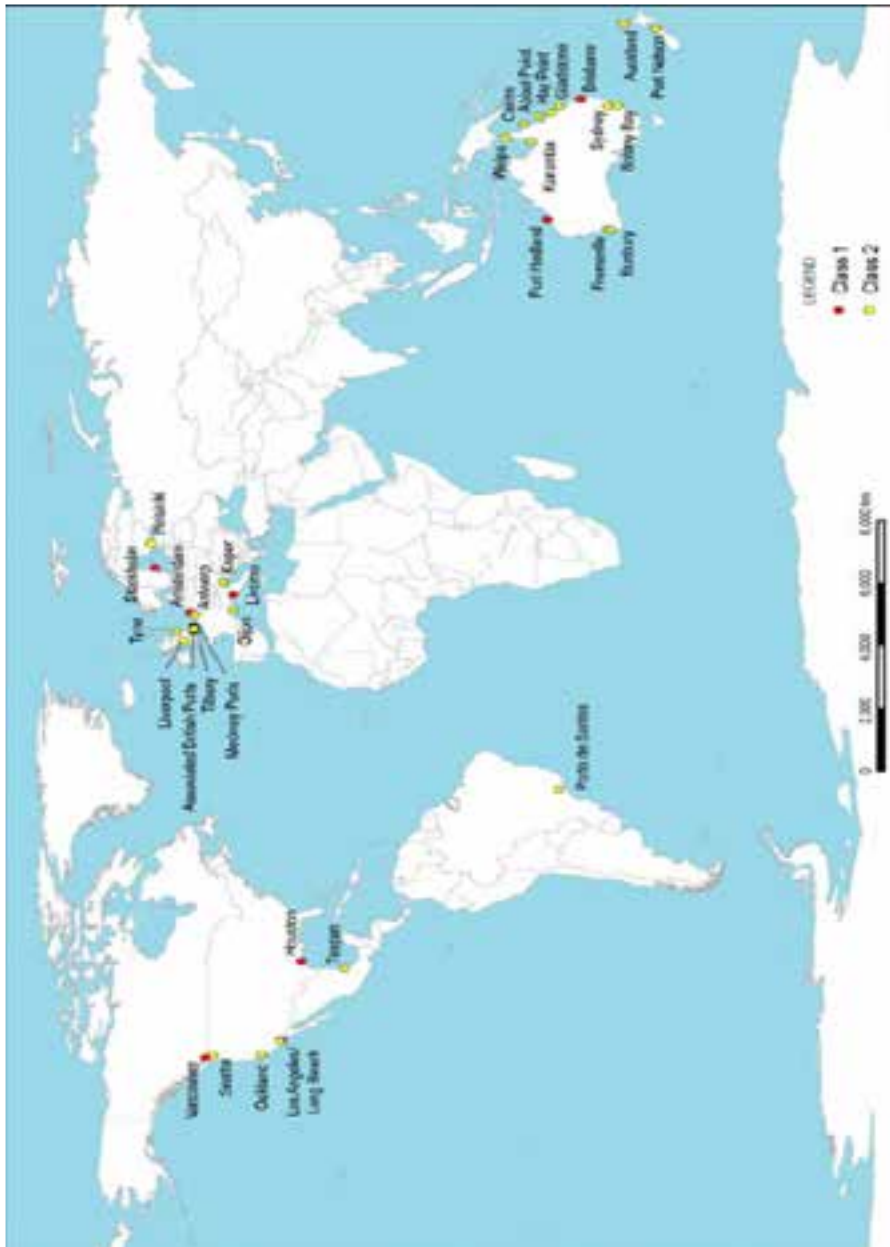 Vancouver
Seattle
Oakland
Los Angeles/
Long Beach
Houston
Tuxpan
Porto de Santos
Tyne
Liverpool
Associated British Ports
Tilbury
Medway Ports
Stockholm
Helsinki
Amsterdam
Antwerp
Koper
Livorno
Gijon
Weipa
Cairns
Abbot Point
Hay Point
Gladstone
Brisbane
Karumba
Port Hedland
Fremantle
Bunbury
Sydney
Botany Bay
Auckland
Port Nelson
LEGEND
Class 1
Class 2
0 2,000 4,000 6,000 8,000 km